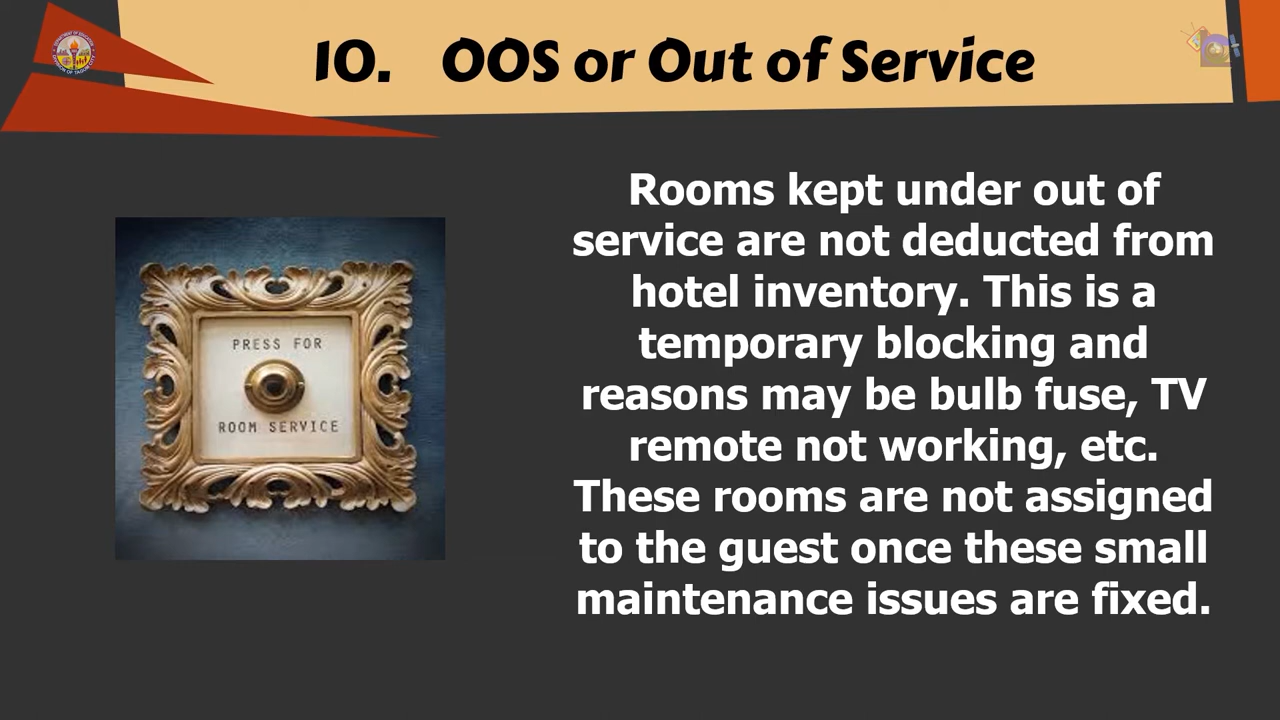 10. OOS or Out of Service
Rooms kept under out of
service are not deducted from
hotel inventory. This is a
temporary blocking and
reasons may be bulb fuse, TV
remote not working, etc.
These rooms are not assigned
to the guest once these small
maintenance issues are fixed.
PRESS FOR
ROOM SERVICE